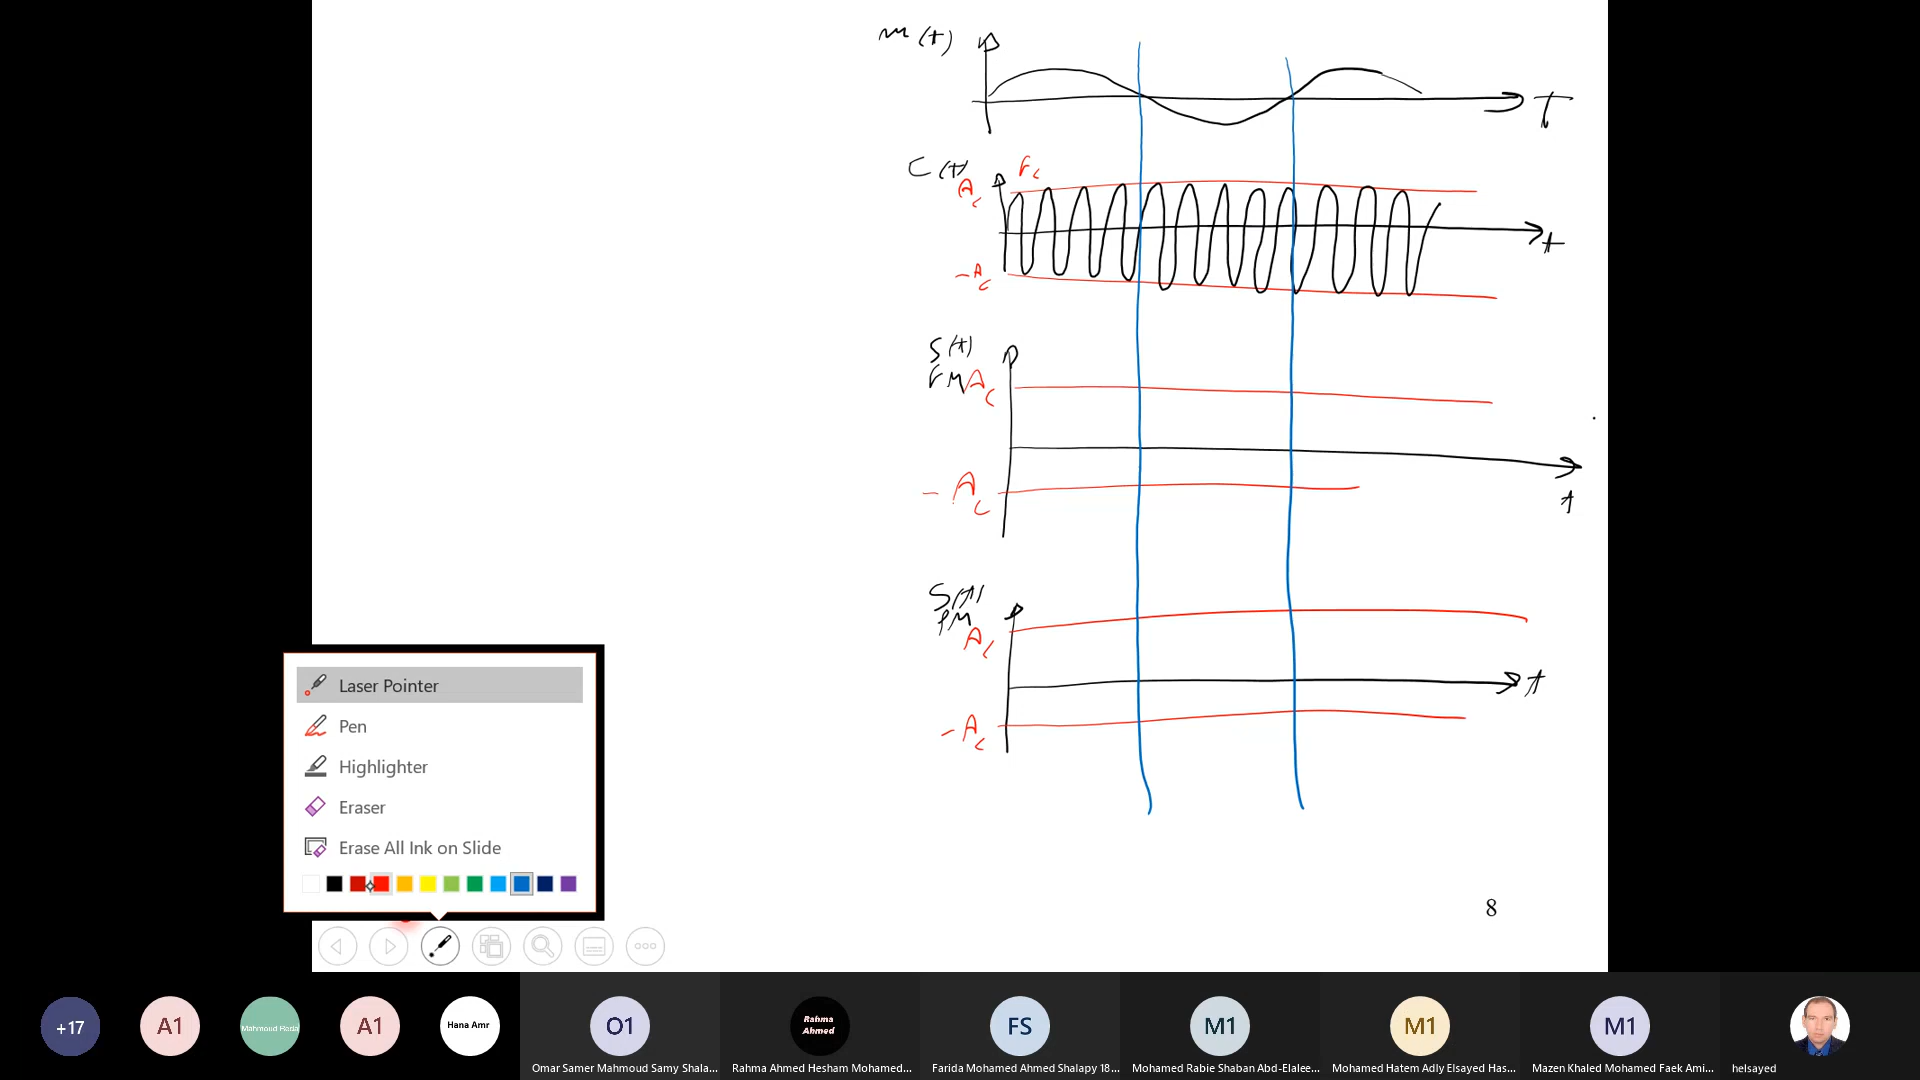 m(t)
T
C(t)
Fc
Ac
t
-Ac
S(t)
FM Ac
-Ac
t
S(t)
PM
Ac
t
-Ac
Laser Pointer
Pen
Highlighter
Eraser
Erase All Ink on Slide
8
+17
A1
Mahmoud Reda
A1
Hana Amr
O1
Rahma
Ahmed
FS
M1
M1
M1
Omar Samer Mahmoud Samy Shala...
Rahma Ahmed Hesham Mohamed...
Farida Mohamed Ahmed Shalapy 18...
Mohamed Rabie Shaban Abd-Elalee...
Mohamed Hatem Adly Elsayed Has...
Mazen Khaled Mohamed Faek Ami...
helsayed